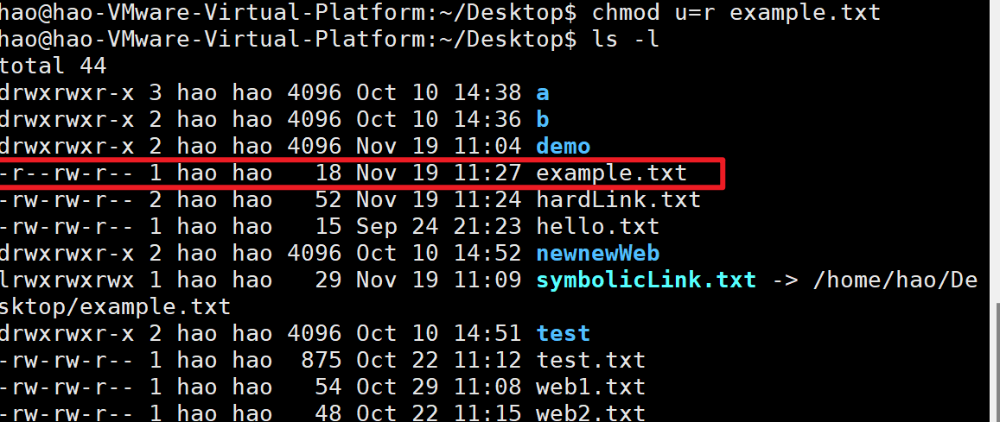 hao@hao-VMware-Virtual-Platform:~/Desktop$ chmod u=r example.txt
hao@hao-VMware-Virtual-Platform:~/Desktop$ ls -l
total 44
drwxrwxr-x 3 hao hao 4096 Oct 10 14:38 a
drwxrwxr-x 2 hao hao 4096 Oct 10 14:36 b
drwxrwxr-x 2 hao hao 4096 Nov 19 11:04 demo
-r--rw-r-- 1 hao hao   18 Nov 19 11:27 example.txt
-rw-rw-r-- 2 hao hao   52 Nov 19 11:24 hardLink.txt
-rw-rw-r-- 1 hao hao   15 Sep 24 21:23 hello.txt
drwxrwxr-x 2 hao hao 4096 Oct 10 14:52 newnewWeb
lrwxrwxrwx 1 hao hao   29 Nov 19 11:09 symbolicLink.txt -> /home/hao/De
sktop/example.txt
drwxrwxr-x 2 hao hao 4096 Oct 10 14:51 test
-rw-rw-r-- 1 hao hao  875 Oct 22 11:12 test.txt
-rw-rw-r-- 1 hao hao   54 Oct 29 11:08 web1.txt
-rw-rw-r-- 1 hao hao   48 Oct 22 11:15 web2.txt